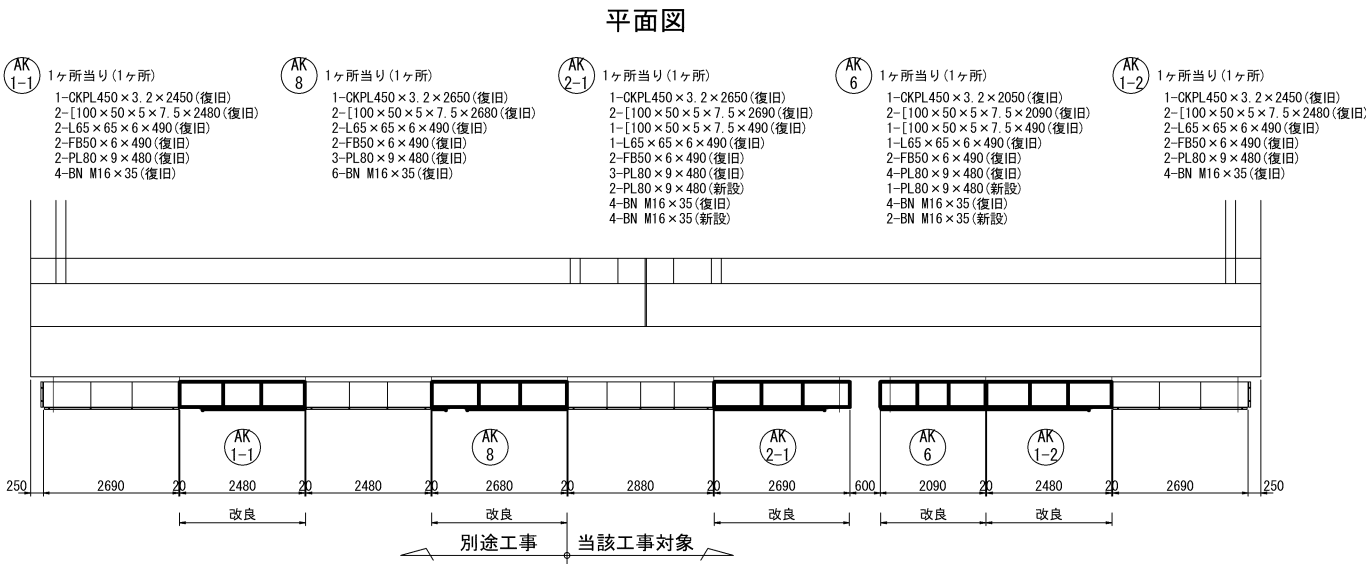 平面図
AK
1-1
1ヶ所当り(1ヶ所)
1-CKPL450×3.2×2450(復旧)
2-[100×50×5×7.5×2480(復旧)
2-L65×65×6×490(復旧)
2-FB50×6×490(復旧)
2-PL80×9×480(復旧)
4-BN M16×35(復旧)
AK
8
1ヶ所当り(1ヶ所)
1-CKPL450×3.2×2650(復旧)
2-[100×50×5×7.5×2680(復旧)
2-L65×65×6×490(復旧)
2-FB50×6×490(復旧)
3-PL80×9×480(復旧)
6-BN M16×35(復旧)
AK
2-1
1ヶ所当り(1ヶ所)
1-CKPL450×3.2×2650(復旧)
2-[100×50×5×7.5×2690(復旧)
1-[100×50×5×7.5×490(復旧)
1-L65×65×6×490(復旧)
2-FB50×6×490(復旧)
3-PL80×9×480(復旧)
2-PL80×9×480(新設)
4-BN M16×35(復旧)
4-BN M16×35(新設)
AK
6
1ヶ所当り(1ヶ所)
1-CKPL450×3.2×2050(復旧)
2-[100×50×5×7.5×2090(復旧)
1-[100×50×5×7.5×490(復旧)
1-L65×65×6×490(復旧)
2-FB50×6×490(復旧)
4-PL80×9×480(復旧)
1-PL80×9×480(新設)
4-BN M16×35(復旧)
2-BN M16×35(新設)
AK
1-2
1ヶ所当り(1ヶ所)
1-CKPL450×3.2×2450(復旧)
2-[100×50×5×7.5×2480(復旧)
2-L65×65×6×490(復旧)
2-FB50×6×490(復旧)
2-PL80×9×480(復旧)
4-BN M16×35(復旧)
AK
1-1
AK
8
AK
2-1
AK
6
AK
1-2
250 2690 20 2480 20 2480 20 2680 20 2880 20 2690 600 2090 20 2480 20 2690 250
改良 改良 改良 改良 改良
別途工事 当該工事対象